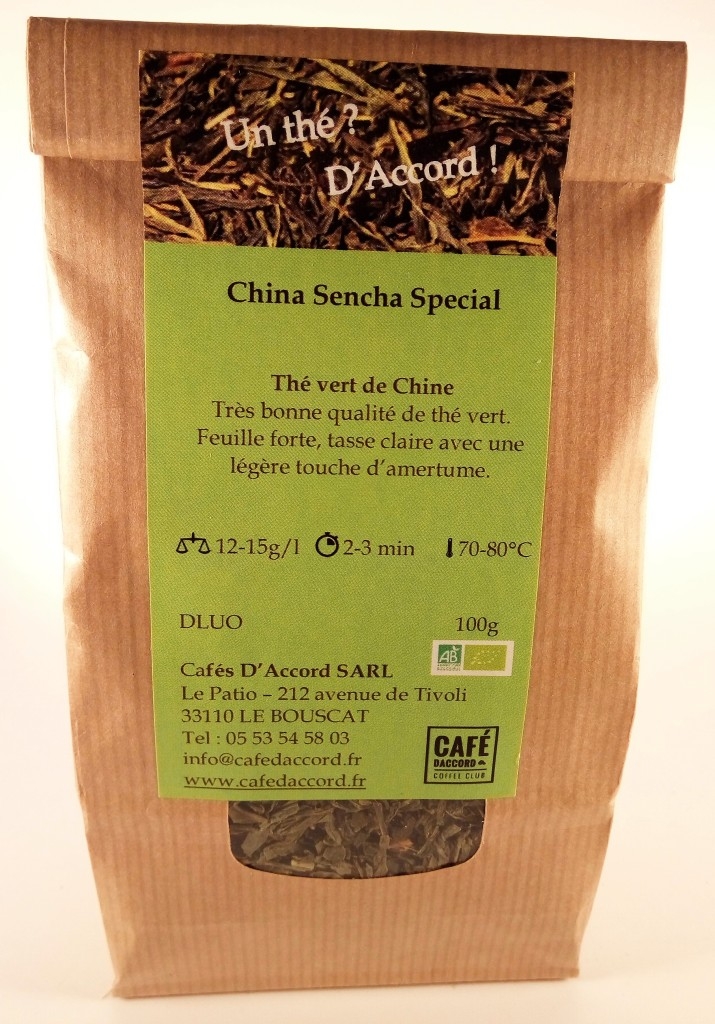 Un thé ?
D'Accord !
China Sencha Special
Thé vert de Chine
Très bonne qualité de thé vert.
Feuille forte, tasse claire avec une
légère touche d'amertume.
12-15g/l 2-3 min 70-80°C
DLUO 100g
AB
Cafés D'Accord SARL
Le Patio – 212 avenue de Tivoli
33110 LE BOUSCAT
Tel : 05 53 54 58 03
info@cafedaccord.fr
www.cafedaccord.fr
CAFÉ
DACCORD
COFFEE CLUB